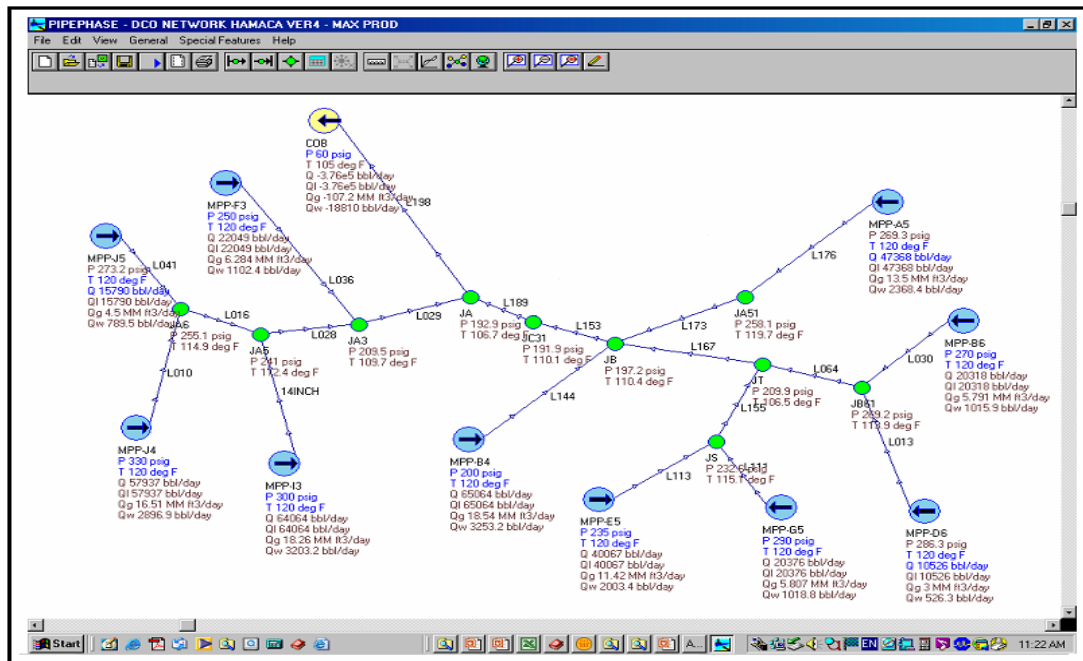 PIPEPHASE - DCO NETWORK HAMACA VER4 - MAX PROD
File Edit View General Special Features Help
COB
P 60 psig
T 105 deg F
Q -3.76e5 bbl/day
Ql -3.76e5 bbl/day
Qg -107.2 MM ft3/day
Qw -18810 bbl/day
L198
MPP-F3
P 250 psig
T 120 deg F
Q 22049 bbl/day
Ql 22049 bbl/day
Qg 6.284 MM ft3/day
Qw 1102.4 bbl/day
L036
MPP-A5
P 269.3 psig
T 120 deg F
Q 47368 bbl/day
Ql 47368 bbl/day
Qg 13.5 MM ft3/day
Qw 2368.4 bbl/day
L176
MPP-J5
P 273.2 psig
T 120 deg F
Q 15790 bbl/day
Ql 15790 bbl/day
Qg 4.5 MM ft3/day
Qw 789.5 bbl/day
L041
JA6
P 255.1 psig
T 114.9 deg F
L016
L010
JA5
P 241 psig
T 112.4 deg F
L028
14INCH
JA3
P 209.5 psig
T 109.7 deg F
L029
JA
P 192.9 psig
T 106.7 deg F
L189
JC31
P 191.9 psig
T 110.1 deg F
L153
JB
P 197.2 psig
T 110.4 deg F
L173
L167
L144
JA51
P 258.1 psig
T 119.7 deg F
MPP-B6
P 270 psig
T 120 deg F
Q 20318 bbl/day
Ql 20318 bbl/day
Qg 5.791 MM ft3/day
Qw 1015.9 bbl/day
L030
JT
P 209.9 psig
T 106.5 deg F
L064
L155
JB61
P 269.2 psig
T 113.9 deg F
L013
MPP-J4
P 330 psig
T 120 deg F
Q 57937 bbl/day
Ql 57937 bbl/day
Qg 16.51 MM ft3/day
Qw 2896.9 bbl/day
MPP-I3
P 300 psig
T 120 deg F
Q 64064 bbl/day
Ql 64064 bbl/day
Qg 18.26 MM ft3/day
Qw 3203.2 bbl/day
MPP-B4
P 200 psig
T 120 deg F
Q 65064 bbl/day
Ql 65064 bbl/day
Qg 18.54 MM ft3/day
Qw 3253.2 bbl/day
JS
P 232.6 psig
T 115.1 deg F
L111
L113
MPP-E5
P 235 psig
T 120 deg F
Q 40067 bbl/day
Ql 40067 bbl/day
Qg 11.42 MM ft3/day
Qw 2003.4 bbl/day
MPP-G5
P 290 psig
T 120 deg F
Q 20376 bbl/day
Ql 20376 bbl/day
Qg 5.807 MM ft3/day
Qw 1018.8 bbl/day
MPP-D6
P 286.3 psig
T 120 deg F
Q 10526 bbl/day
Ql 10526 bbl/day
Qg 3 MM ft3/day
Qw 526.3 bbl/day
Start
A...
EN
11:22 AM